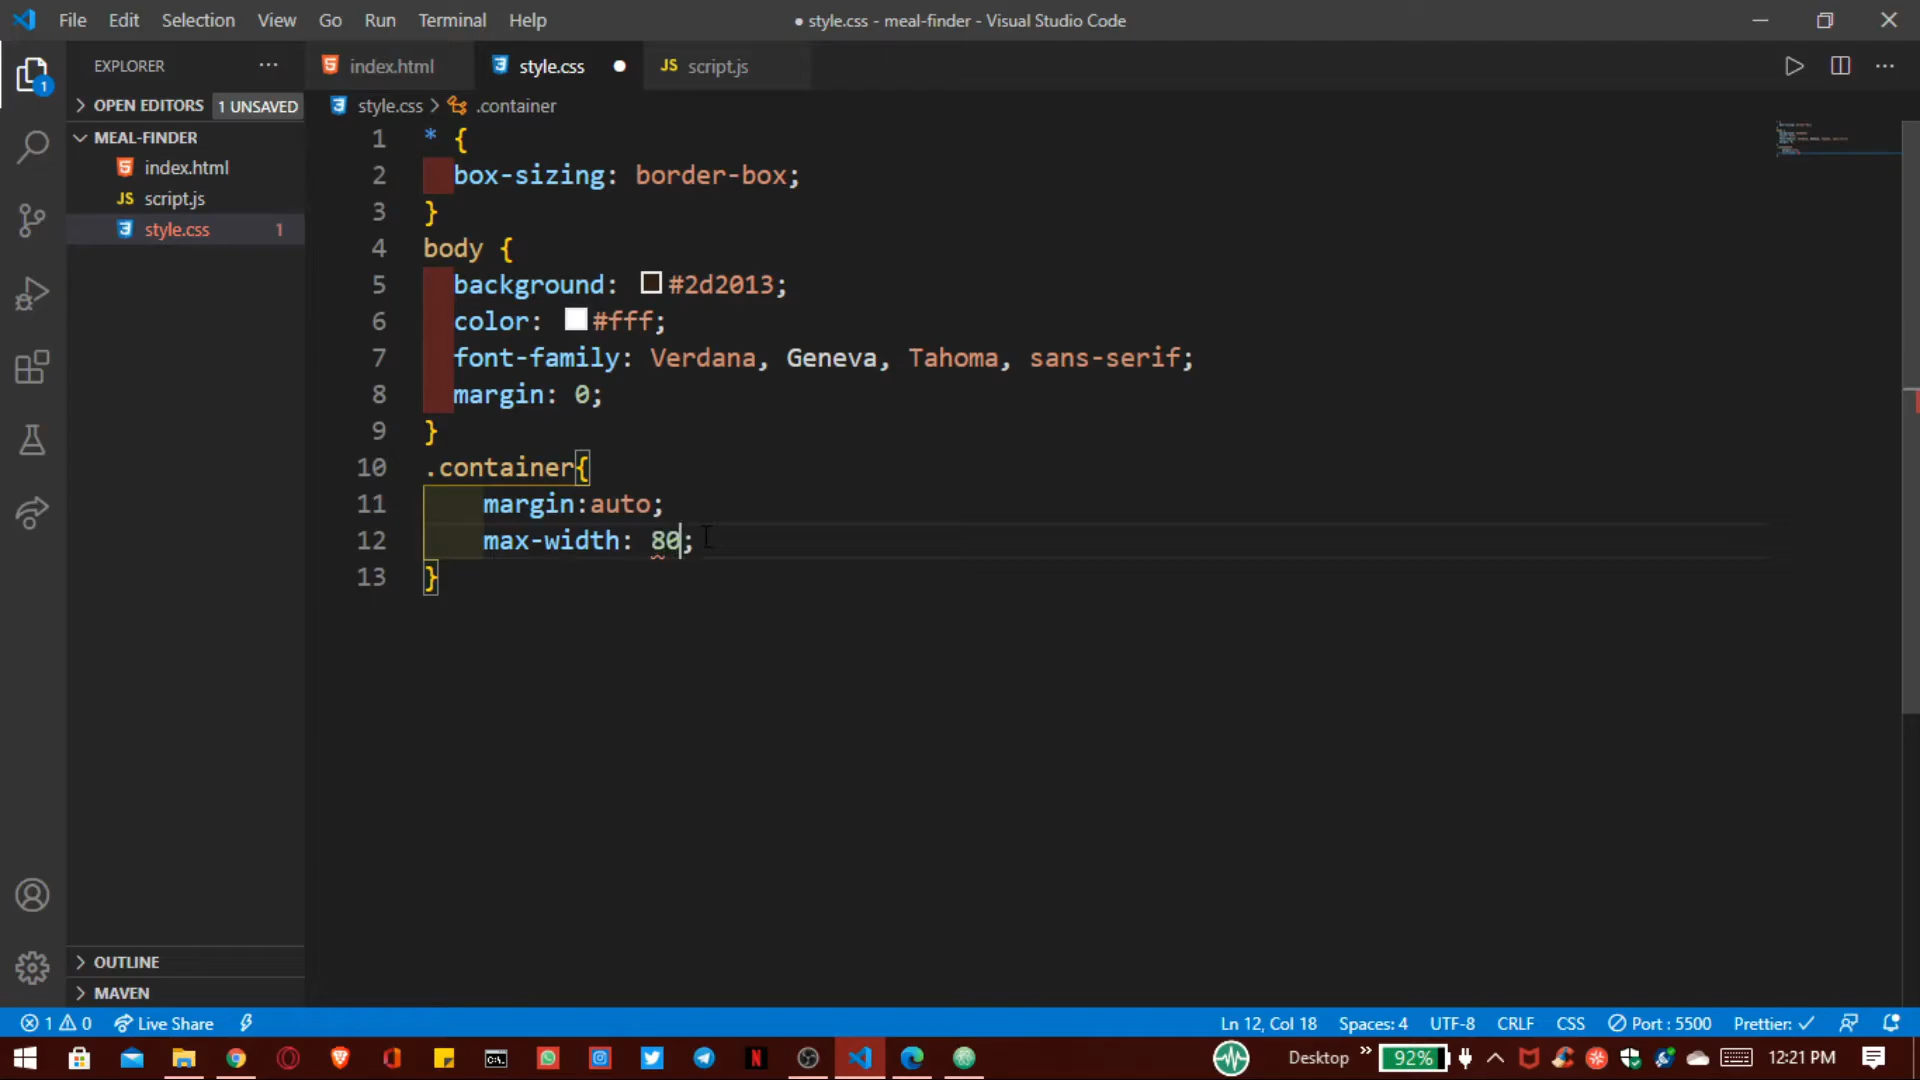 File Edit Selection View Go Run Terminal Help
● style.css - meal-finder - Visual Studio Code
EXPLORER
index.html
style.css
JS script.js
OPEN EDITORS 1 UNSAVED
style.css > .container
MEAL-FINDER
index.html
JS script.js
style.css 1
1 * {
2 box-sizing: border-box;
3 }
4 body {
5 background: #2d2013;
6 color: #fff;
7 font-family: Verdana, Geneva, Tahoma, sans-serif;
8 margin: 0;
9 }
10 .container{
11 margin:auto;
12 max-width: 80;
13 }
OUTLINE
MAVEN
1 0 Live Share
Ln 12, Col 18 Spaces: 4 UTF-8 CRLF CSS Port : 5500 Prettier: ✓
Desktop » 92% 12:21 PM